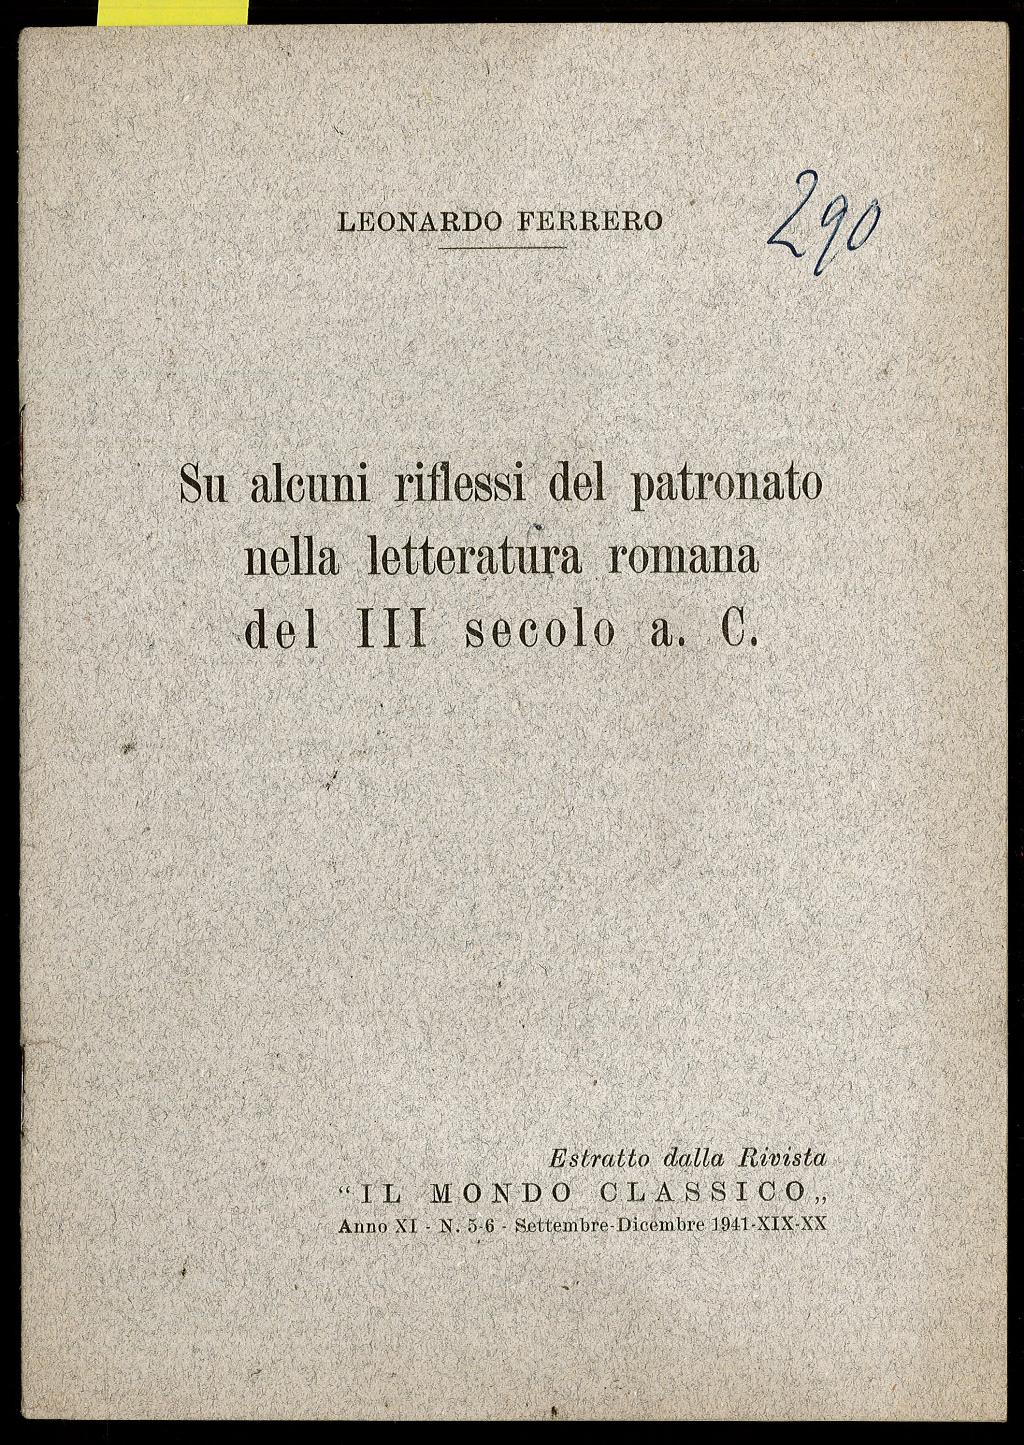 LEONARDO FERRERO
290
Su alcuni riflessi del patronato
nella letteratura romana
del III secolo a. C.
Estratto dalla Rivista
“IL MONDO CLASSICO„
Anno XI - N. 5-6 - Settembre-Dicembre 1941-XIX-XX